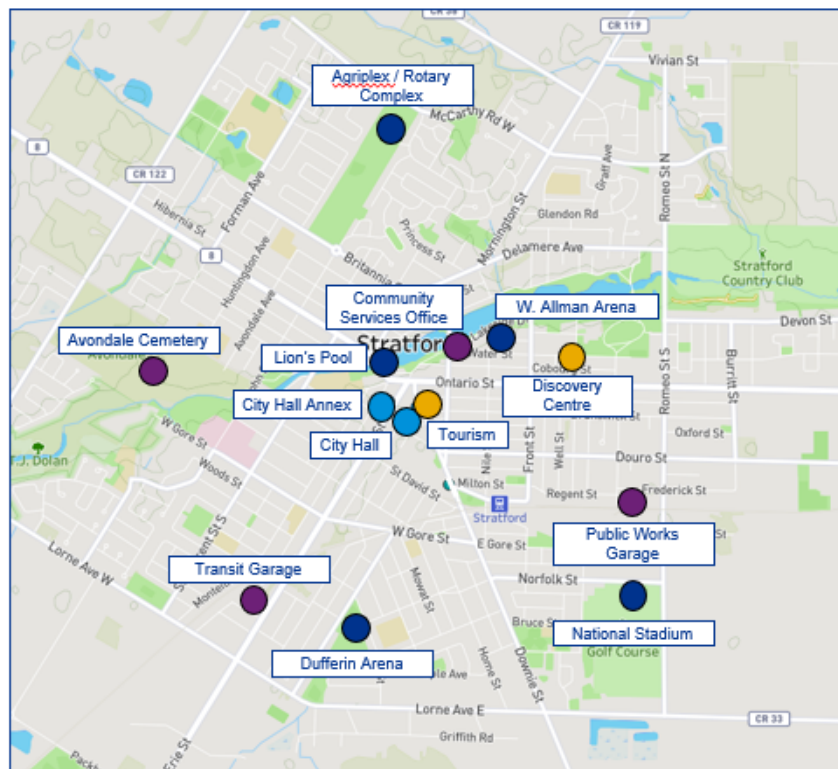 CR 119
Vivian St
Agriplex / Rotary
Complex
McCarthy Rd W
8
CR 122
Graff Ave
Romeo St N
Forman Ave
Hibernia St
Princess St
Mornington St
Glendon Rd
Delamere Ave
8
Huntingdon Ave
Britannia
Stratford
Country Club
Community
Services Office
W. Allman Arena
Avondale Ave
Devon St
Avondale Cemetery
Stratford
Lion's Pool
Discovery
Centre
Ontario St
Romeo St S
Burritt St
City Hall Annex
City Hall
Tourism
W Gore St
Nile
Front St
Well St
Oxford St
T.J. Dolan
Woods St
St David St
Milton St
Douro St
Regent St
Frederick St
Stratford
W Gore St
E Gore St
Public Works
Garage
Lorne Ave W
Transit Garage
Mowat St
Norfolk St
Bruce
National Stadium
Golf Course
Dufferin Arena
Home St
Downie St
Lorne Ave E
CR 33
Griffith Rd
Erie St